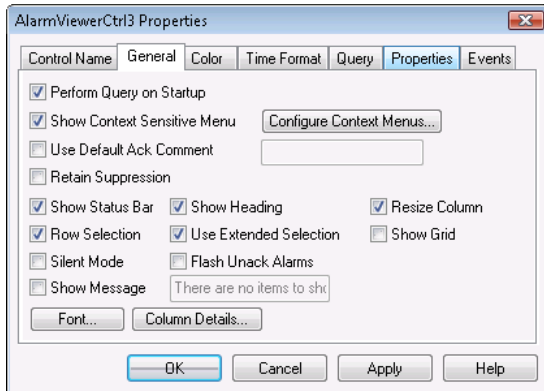 AlarmViewerCtrl3 Properties
Control Name General Color Time Format Query Properties Events
Perform Query on Startup
Show Context Sensitive Menu Configure Context Menus...
Use Default Ack Comment
Retain Suppression
Show Status Bar Show Heading Resize Column
Row Selection Use Extended Selection Show Grid
Silent Mode Flash Unack Alarms
Show Message There are no items to
Font... Column Details...
OK Cancel Apply Help